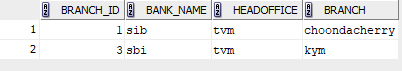 BRANCH_ID BANK_NAME HEADOFFICE BRANCH
1 1 sib tvm choondacherry
2 3 sbi tvm kym